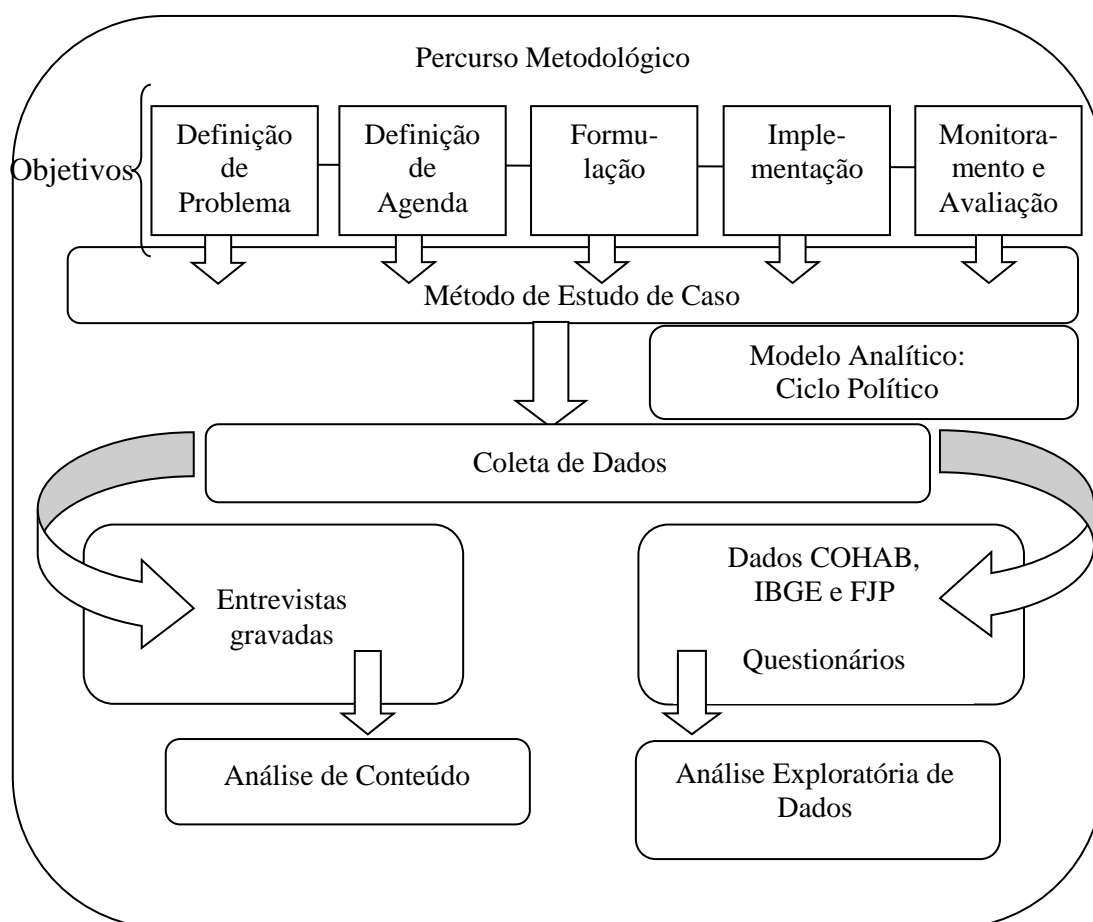 Percurso Metodológico
Objetivos
Definição
de
Problema
Definição
de
Agenda
Formu-
lação
Imple-
mentação
Monitora-
mento e
Avaliação
Método de Estudo de Caso
Modelo Analítico:
Ciclo Político
Coleta de Dados
Entrevistas
gravadas
Dados COHAB,
IBGE e FJP
Questionários
Análise de Conteúdo
Análise Exploratória de
Dados